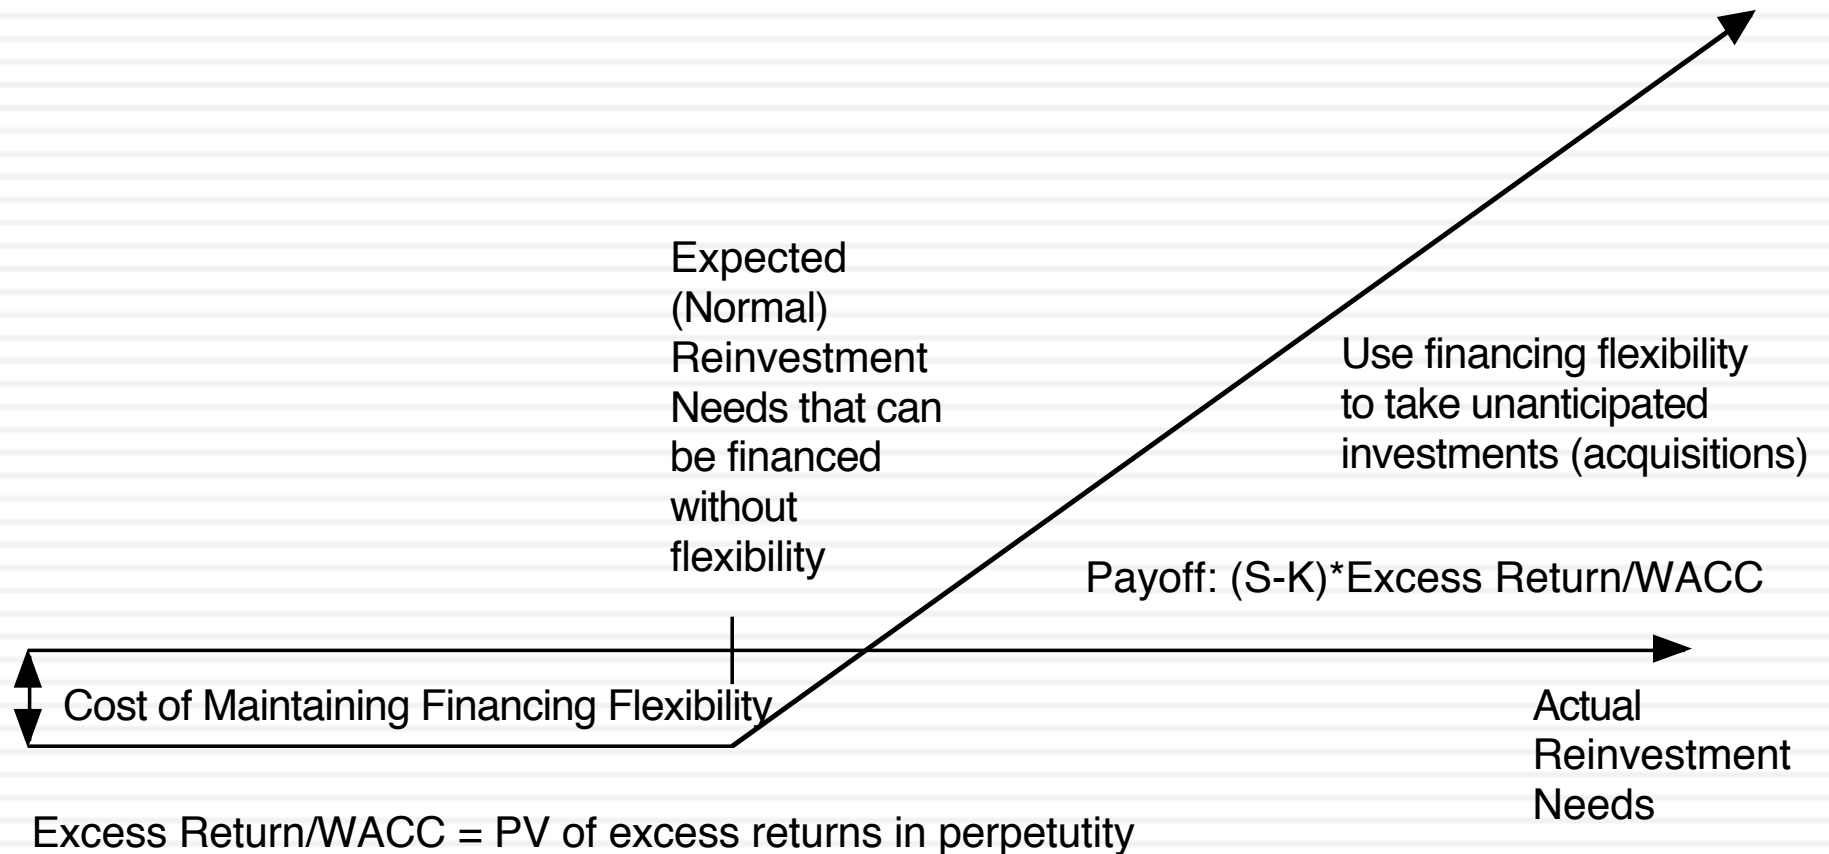 Expected
(Normal)
Reinvestment
Needs that can
be financed
without
flexibility
Use financing flexibility
to take unanticipated
investments (acquisitions)
Payoff: (S-K)*Excess Return/WACC
Cost of Maintaining Financing Flexibility
Actual
Reinvestment
Needs
Excess Return/WACC = PV of excess returns in perpetutity